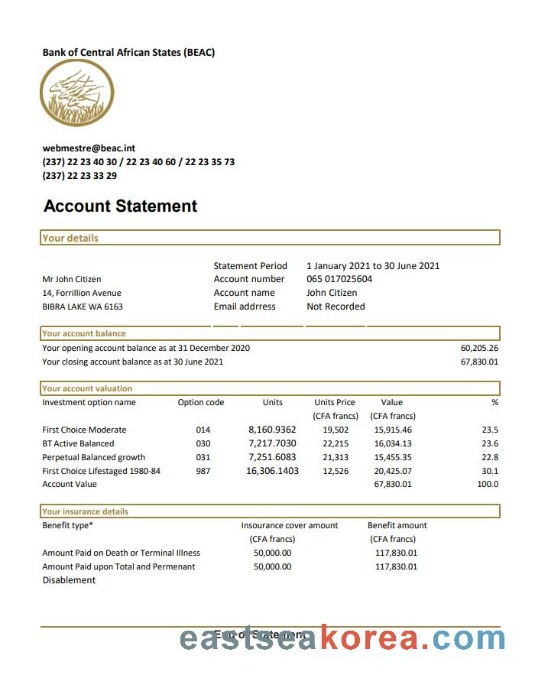 Bank of Central African States (BEAC)
webmestre@beac.int
(237) 22 23 40 30 / 22 23 40 60 / 22 23 35 73
(237) 22 23 33 29
Account Statement
Your details
Statement Period 1 January 2021 to 30 June 2021
Mr John Citizen Account number 065 017025604
14, Forrillion Avenue Account name John Citizen
BIBRA LAKE WA 6163 Email addrress Not Recorded
Your account balance
Your opening account balance as at 31 December 2020 60,205.26
Your closing account balance as at 30 June 2021 67,830.01
Your account valuation
Investment option name Option code Units Units Price Value %
(CFA francs) (CFA francs)
First Choice Moderate 014 8,160.9362 19,502 15,915.46 23.5
BT Active Balanced 030 7,217.7030 22,215 16,034.13 23.6
Perpetual Balanced growth 031 7,251.6083 21,313 15,455.35 22.8
First Choice Lifestaged 1980-84 987 16,306.1403 12,526 20,425.07 30.1
Account Value 67,830.01 100.0
Your insurance details
Benefit type* Insourance cover amount Benefit amount
(CFA francs) (CFA francs)
Amount Paid on Death or Terminal Illness 50,000.00 117,830.01
Amount Paid upon Total and Permenant 50,000.00 117,830.01
Disablement
End of Statement
eastseakorea.com